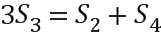 3S₃ = S₂ + S₄